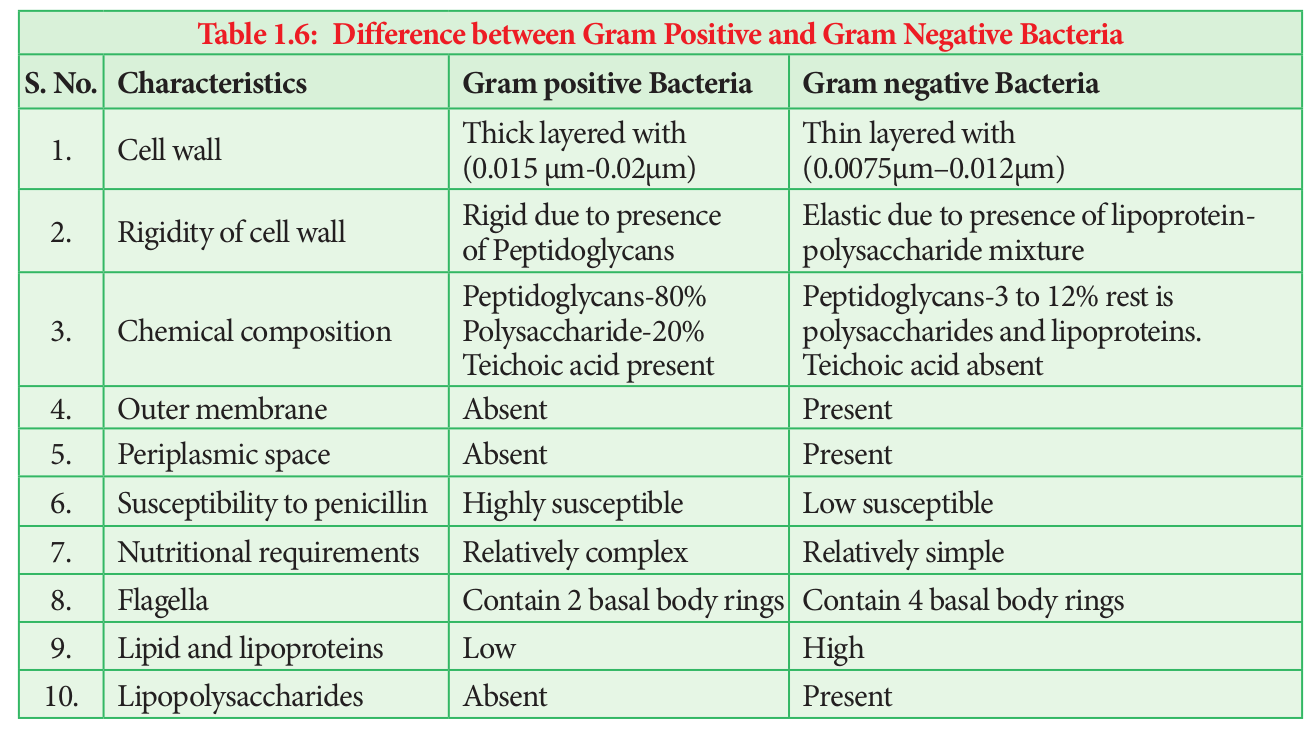 Table 1.6: Difference between Gram Positive and Gram Negative Bacteria
S. No. Characteristics Gram positive Bacteria Gram negative Bacteria
1. Cell wall Thick layered with (0.015 µm-0.02µm) Thin layered with (0.0075µm–0.012µm)
2. Rigidity of cell wall Rigid due to presence of Peptidoglycans Elastic due to presence of lipoprotein-polysaccharide mixture
3. Chemical composition Peptidoglycans-80% Polysaccharide-20% Teichoic acid present Peptidoglycans-3 to 12% rest is polysaccharides and lipoproteins. Teichoic acid absent
4. Outer membrane Absent Present
5. Periplasmic space Absent Present
6. Susceptibility to penicillin Highly susceptible Low susceptible
7. Nutritional requirements Relatively complex Relatively simple
8. Flagella Contain 2 basal body rings Contain 4 basal body rings
9. Lipid and lipoproteins Low High
10. Lipopolysaccharides Absent Present